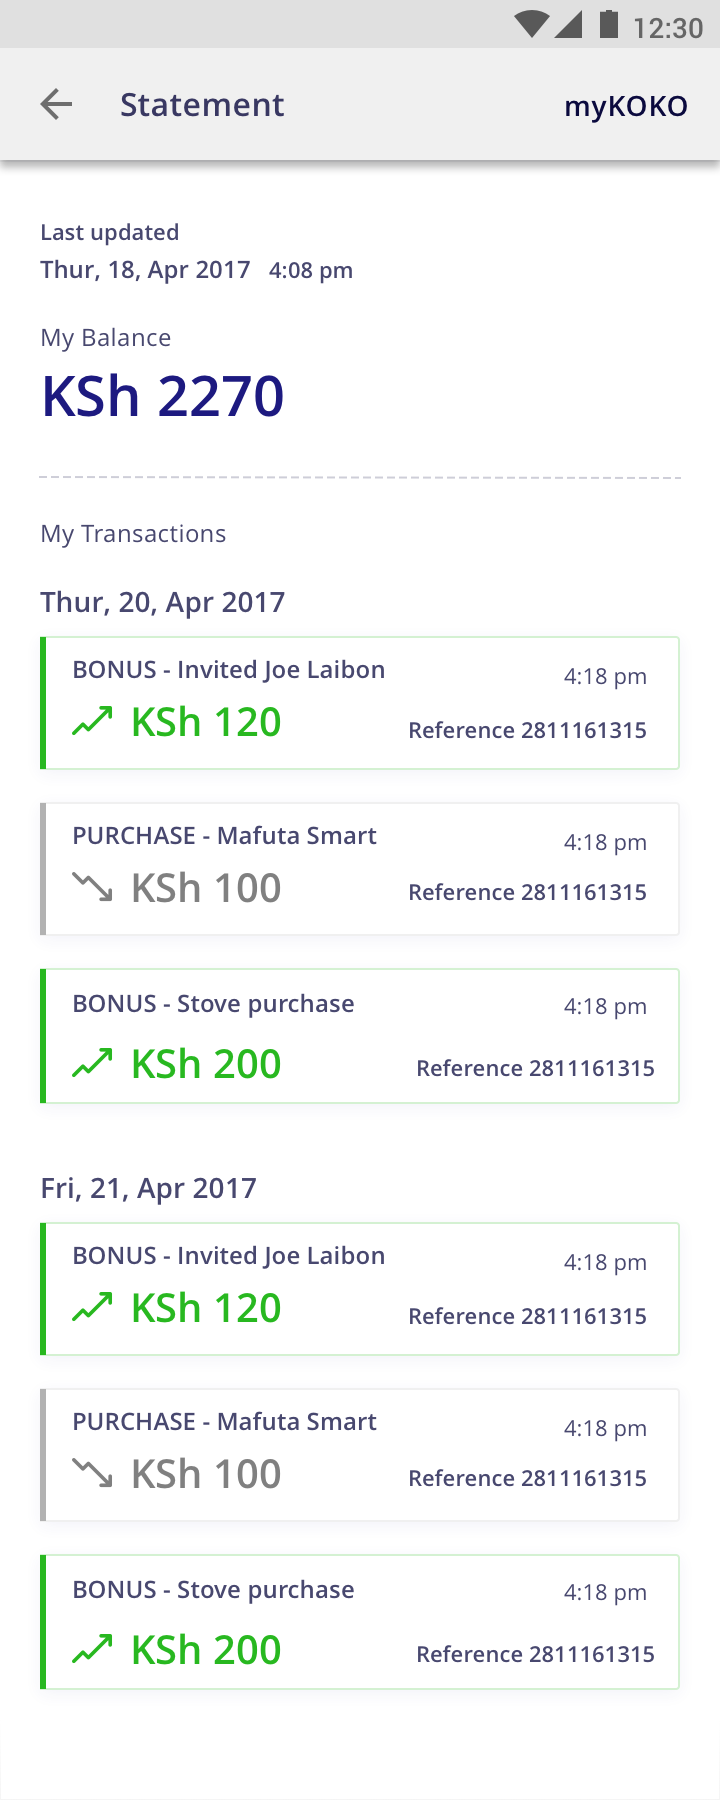 12:30
Statement myKOKO
Last updated
Thur, 18, Apr 2017 4:08 pm
My Balance
KSh 2270
My Transactions
Thur, 20, Apr 2017
BONUS - Invited Joe Laibon 4:18 pm
KSh 120 Reference 2811161315
PURCHASE - Mafuta Smart 4:18 pm
KSh 100 Reference 2811161315
BONUS - Stove purchase 4:18 pm
KSh 200 Reference 2811161315
Fri, 21, Apr 2017
BONUS - Invited Joe Laibon 4:18 pm
KSh 120 Reference 2811161315
PURCHASE - Mafuta Smart 4:18 pm
KSh 100 Reference 2811161315
BONUS - Stove purchase 4:18 pm
KSh 200 Reference 2811161315